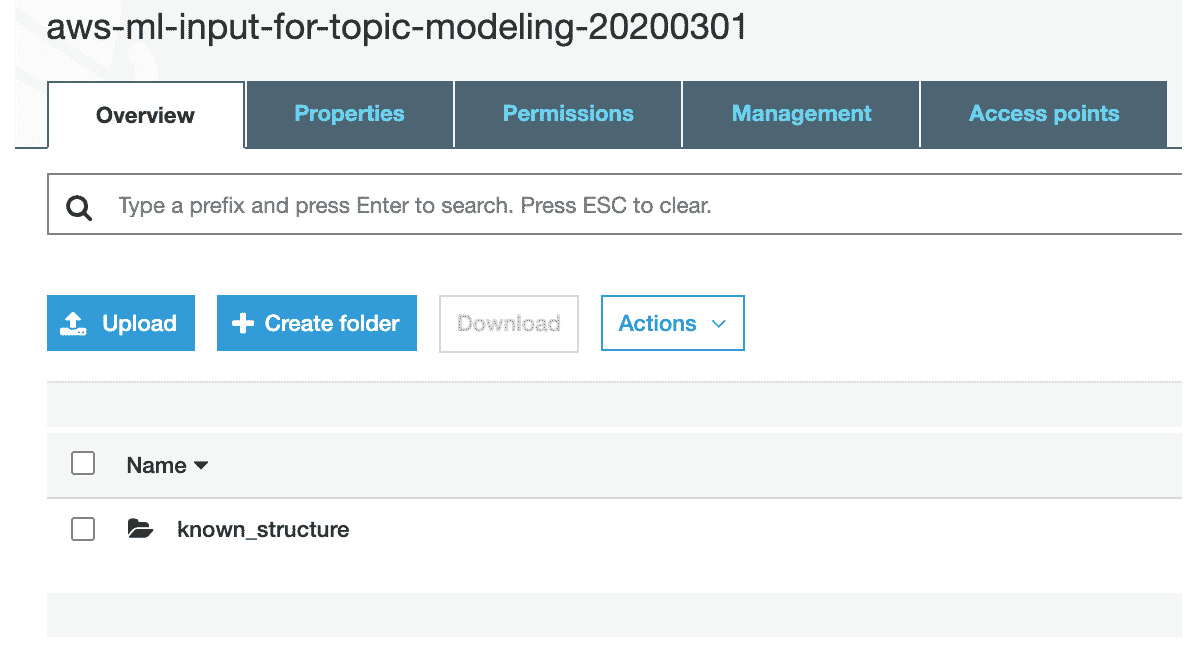 aws-ml-input-for-topic-modeling-20200301
Overview Properties Permissions Management Access points
Type a prefix and press Enter to search. Press ESC to clear.
Upload Create folder Download Actions
Name
known_structure